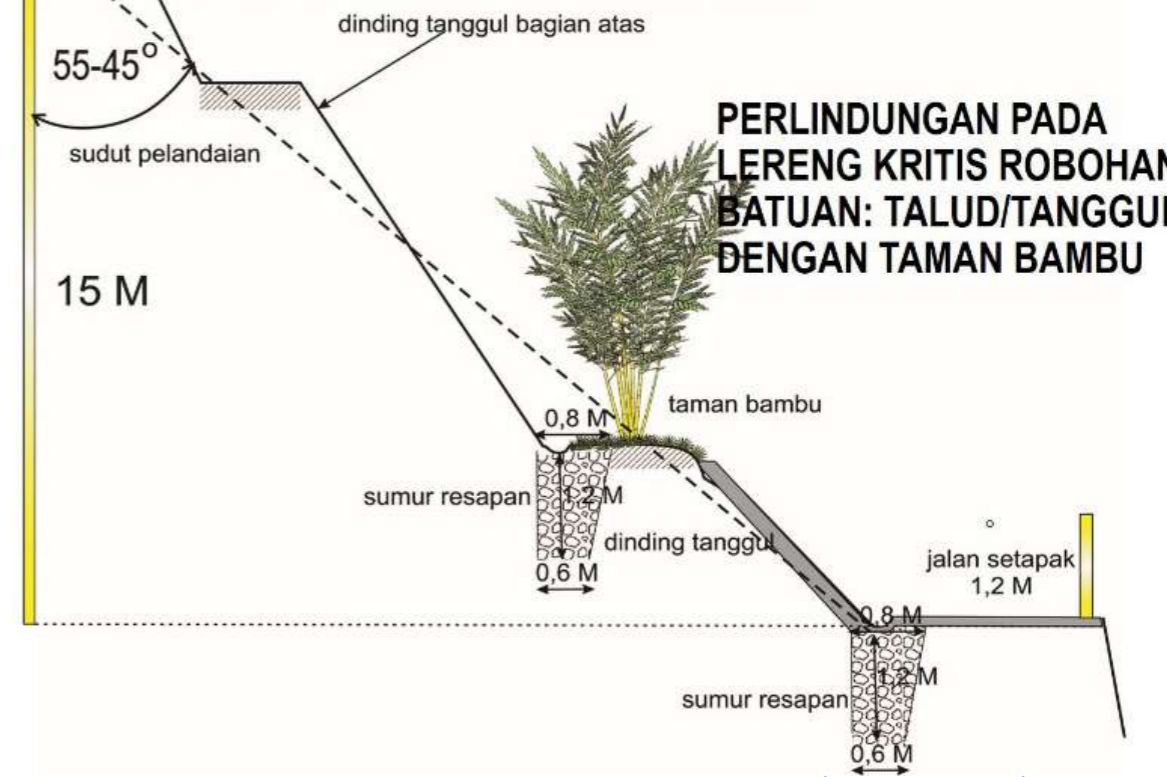 dinding tanggul bagian atas
55-45°
sudut pelandaian
PERLINDUNGAN PADA
LERENG KRITIS ROBOHAN
BATUAN: TALUD/TANGGUL
DENGAN TAMAN BAMBU
15 M
taman bambu
0,8 M
sumur resapan
1,2 M
dinding tanggul
0,6 M
jalan setapak
1,2 M
0,8 M
1,2 M
sumur resapan
0,6 M